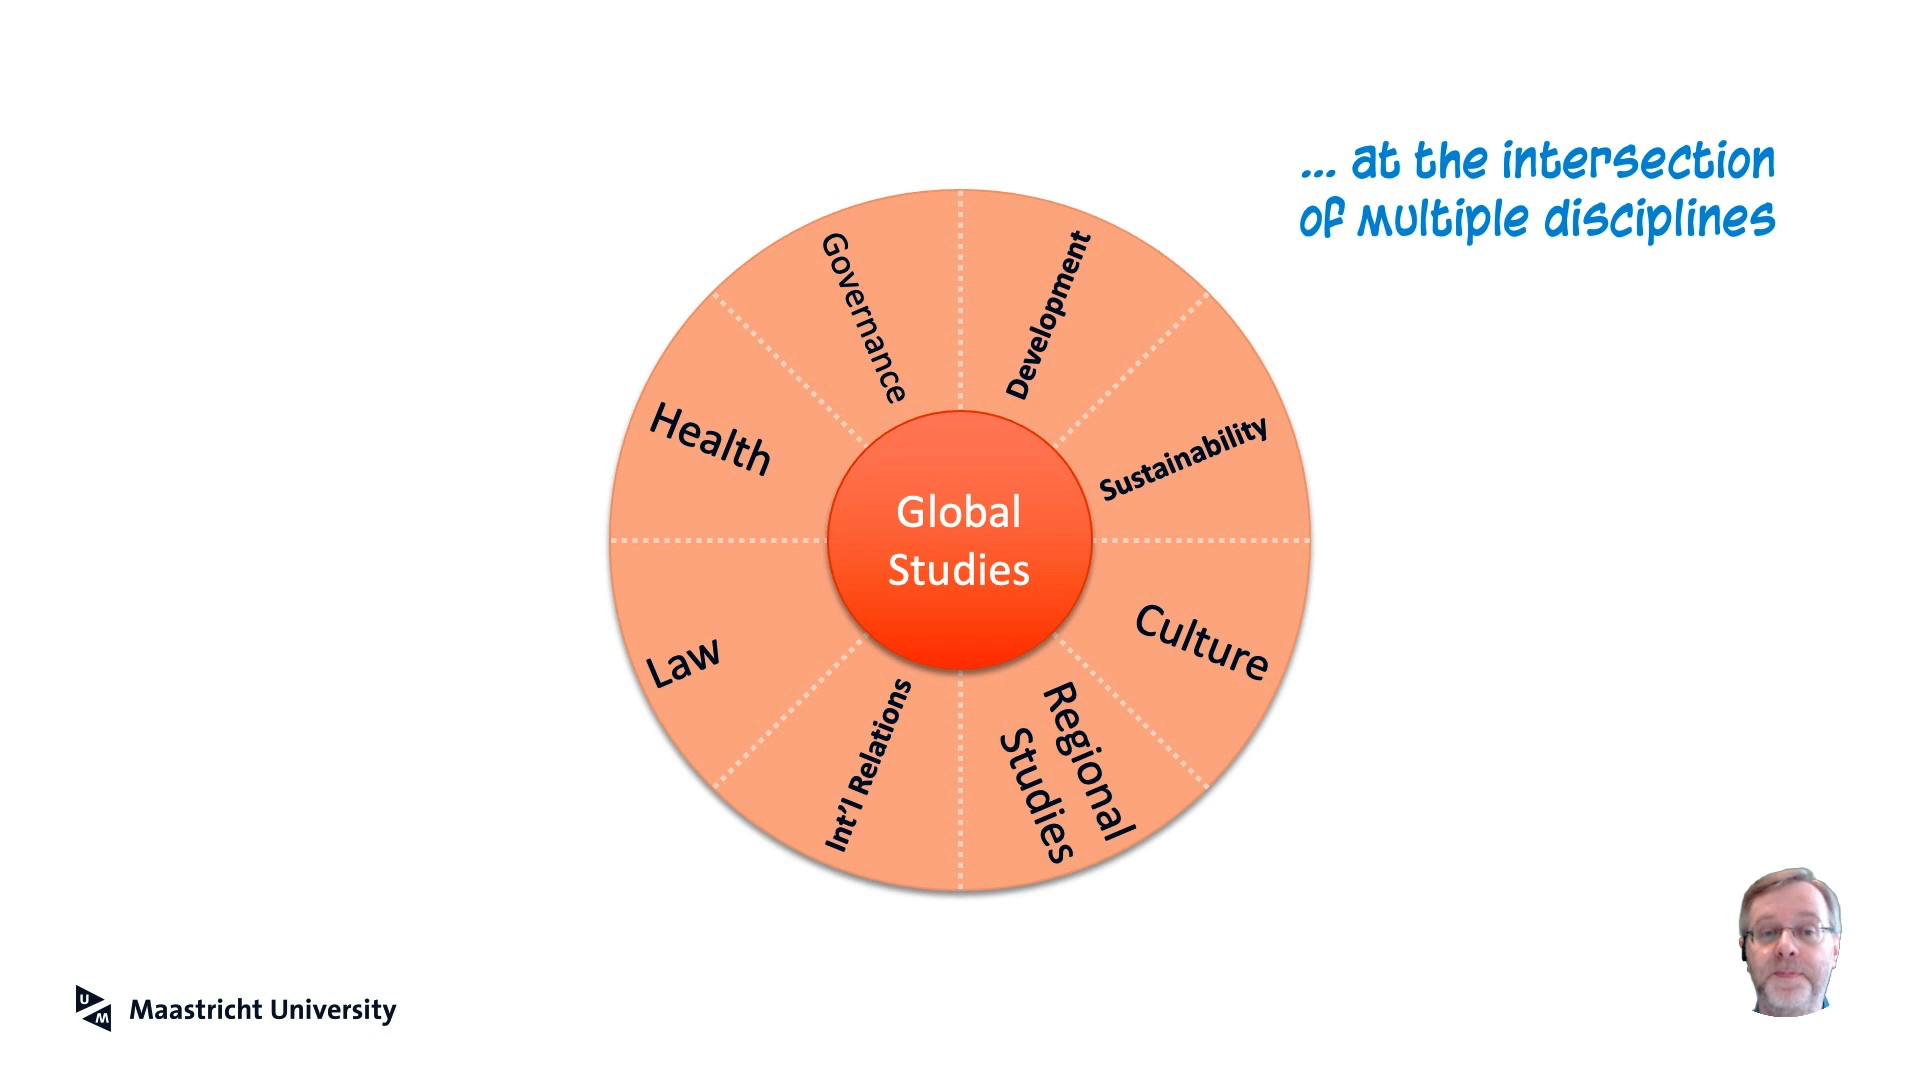 ... at the intersection
of multiple disciplines
Governance
Development
Health
Sustainability
Global
Studies
Culture
Law
Int'l Relations
Regional
Studies
UM
Maastricht University